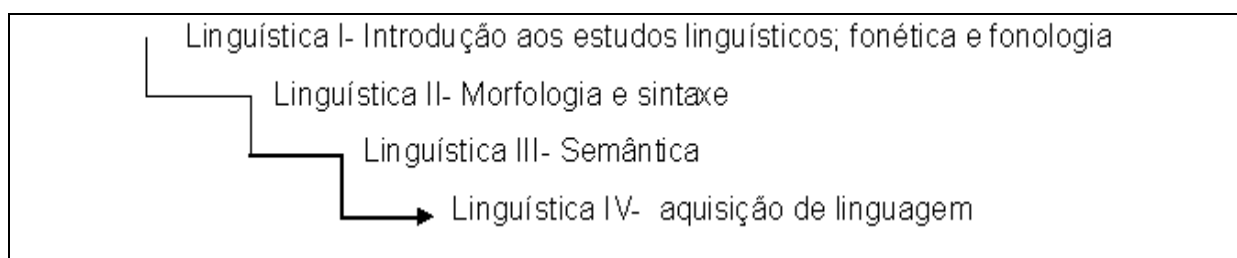 Linguística I- Introdução aos estudos linguísticos; fonética e fonologia
Linguística II- Morfologia e sintaxe
Linguística III- Semântica
Linguística IV- aquisição de linguagem